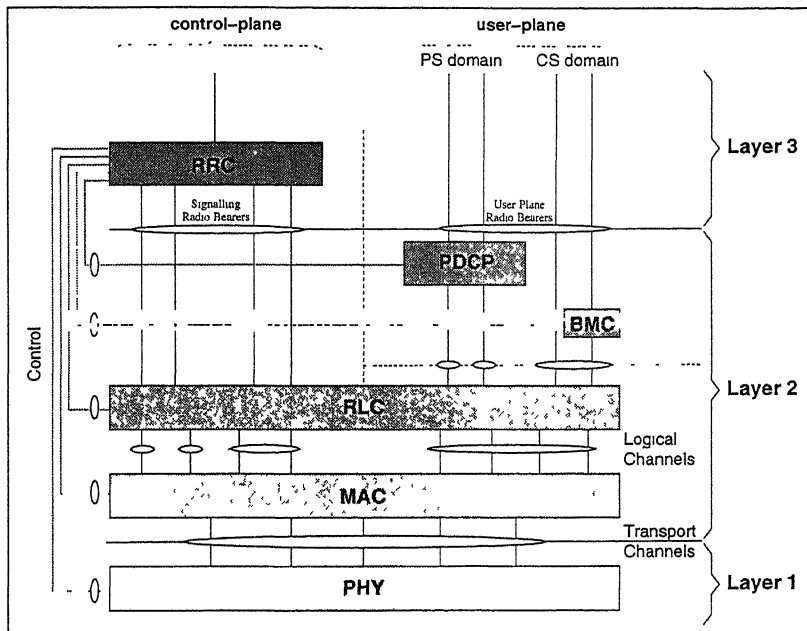 control-plane
user-plane
PS domain
CS domain
RRC
Layer 3
Signalling
Radio Bearers
User Plane
Radio Bearers
PDCP
BMC
Control
Layer 2
RLC
Logical
Channels
MAC
Transport
Channels
PHY
Layer 1